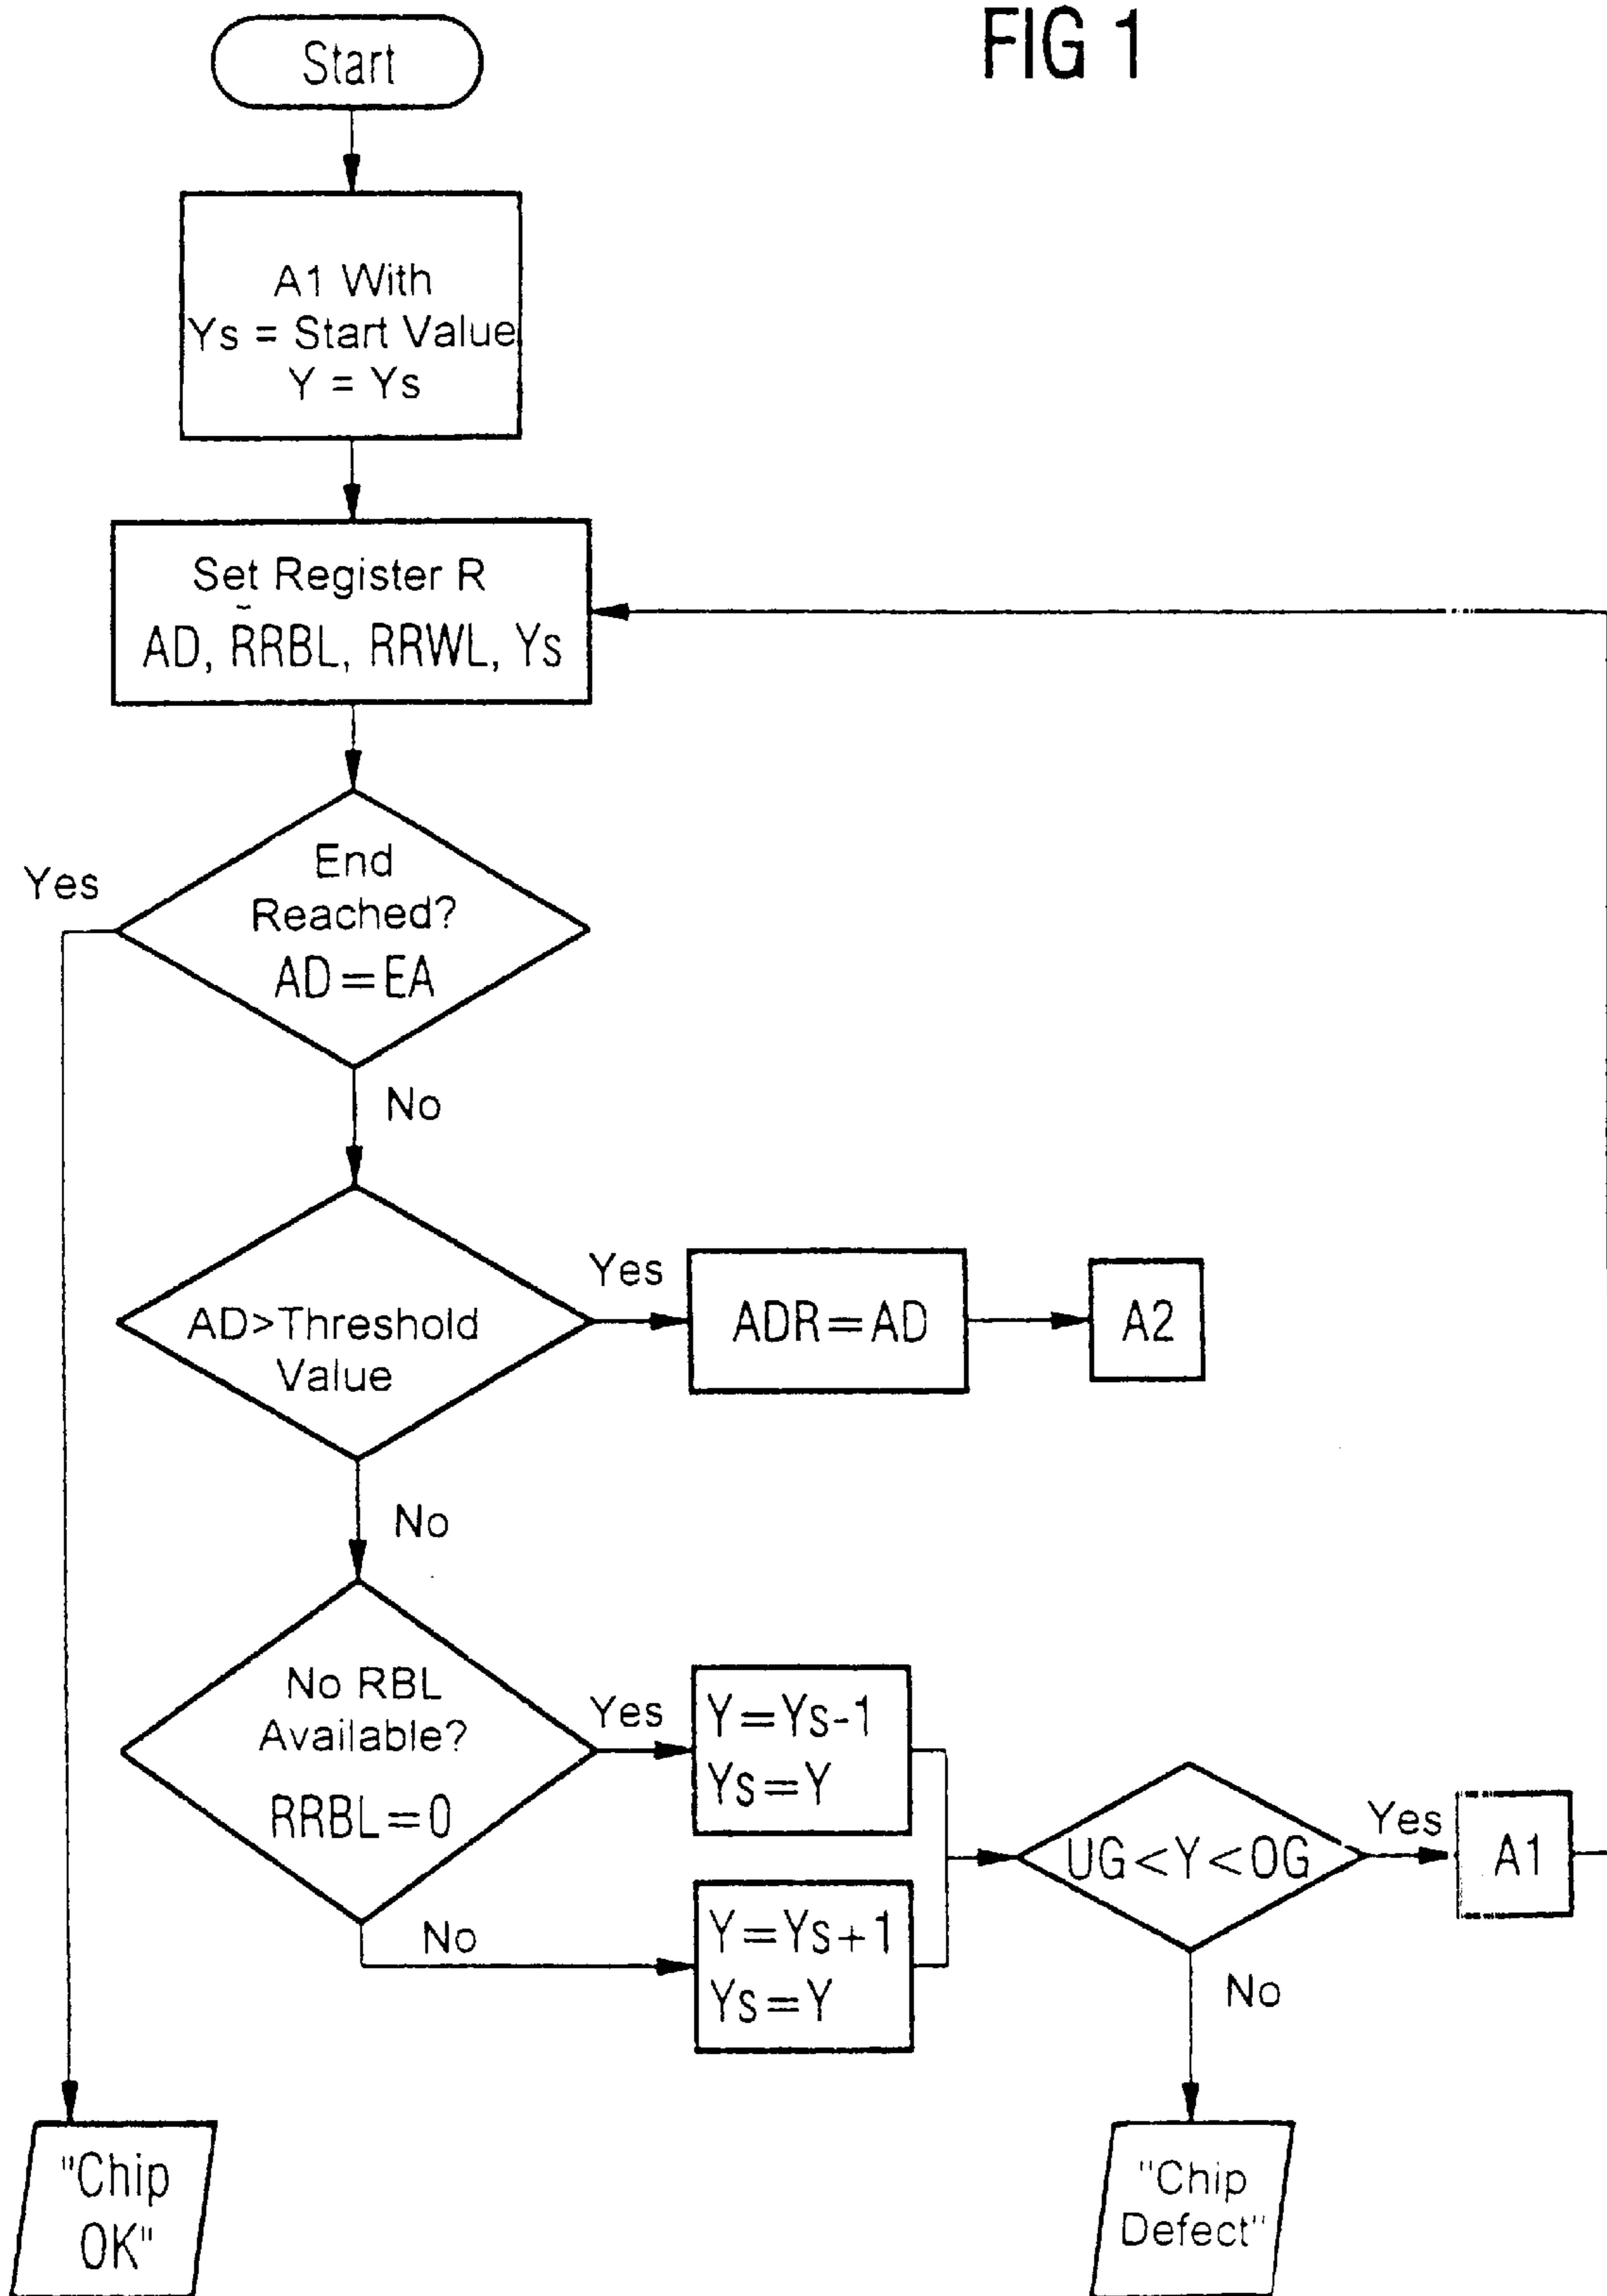 FIG 1
Start
A1 With
Ys = Start Value
Y = Ys
Set Register R
AD, RRBL, RRWL, Ys
End
Reached?
AD=EA
Yes
No
AD>Threshold
Value
Yes
ADR=AD
A2
No
No RBL
Available?
RRBL=0
Yes
Y=Ys-1
Ys=Y
No
Y=Ys+1
Ys=Y
UG<Y<OG
Yes
A1
No
"Chip
OK"
"Chip
Defect"